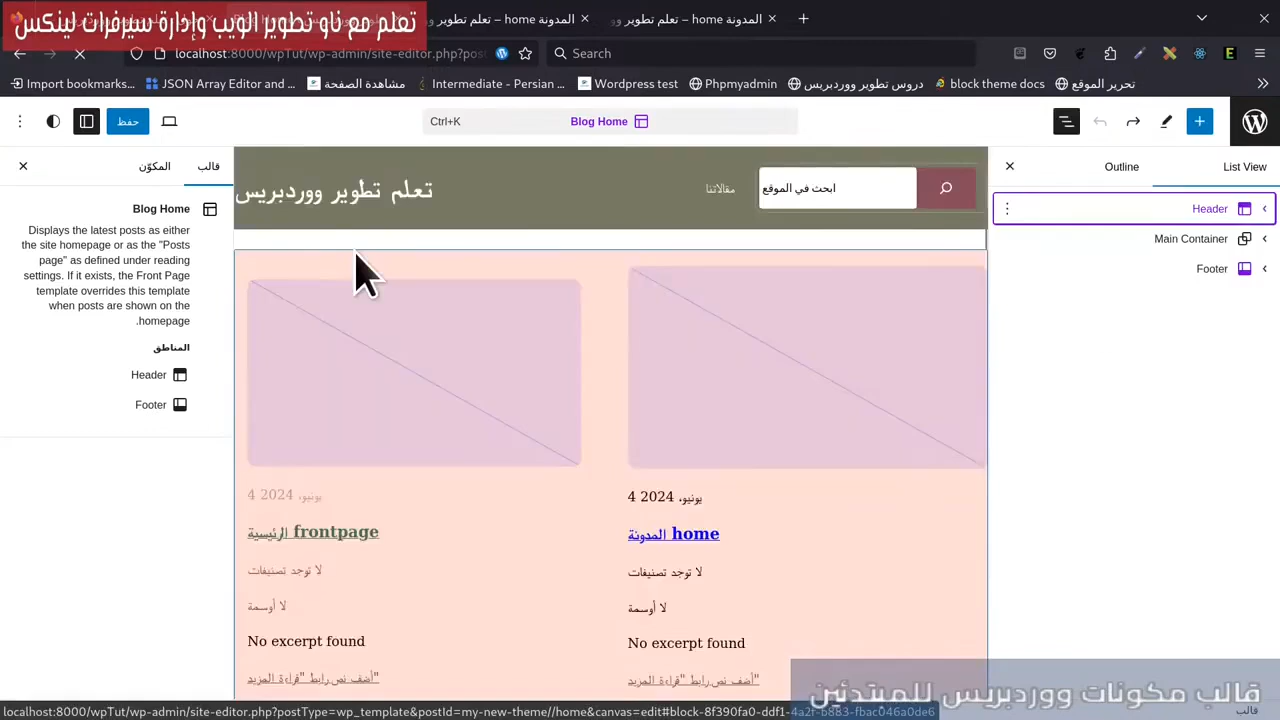 تعلم مع ناو تطوير الويب وإدارة سيرفرات لينكس
المدونة home – تعلم تطوير وو
المدونة home – تعلم تطوير وو
localhost:8000/wpTut/wp-admin/site-editor.php?post
Search
Import bookmarks...
JSON Array Editor and ...
مشاهدة الصفحة
Intermediate - Persian ...
Wordpress test
Phpmyadmin
دروس تطوير ووردبريس
block theme docs
تحرير الموقع
حفظ
Ctrl+K
Blog Home
المكوّن
قالب
Blog Home
Displays the latest posts as either
the site homepage or as the "Posts
page" as defined under reading
settings. If it exists, the Front Page
template overrides this template
when posts are shown on the
homepage.
المناطق
Header
Footer
تعلم تطوير ووردبريس
مقالاتنا
ابحث في الموقع
4 يونيو، 2024
الرئيسية frontpage
لا توجد تصنيفات
لا أوسمة
No excerpt found
أضف نص رابط "قراءة المزيد"
4 يونيو، 2024
المدونة home
لا توجد تصنيفات
لا أوسمة
No excerpt found
أضف نص رابط "قراءة المزيد"
Outline
List View
Header
Main Container
Footer
قالب مكونات ووردبريس للمبتدئين
قالب
localhost:8000/wpTut/wp-admin/site-editor.php?postType=wp_template&postId=my-new-theme//home&canvas=edit#block-8f390fa0-ddf1-4a2f-b883-fbac046a0de6